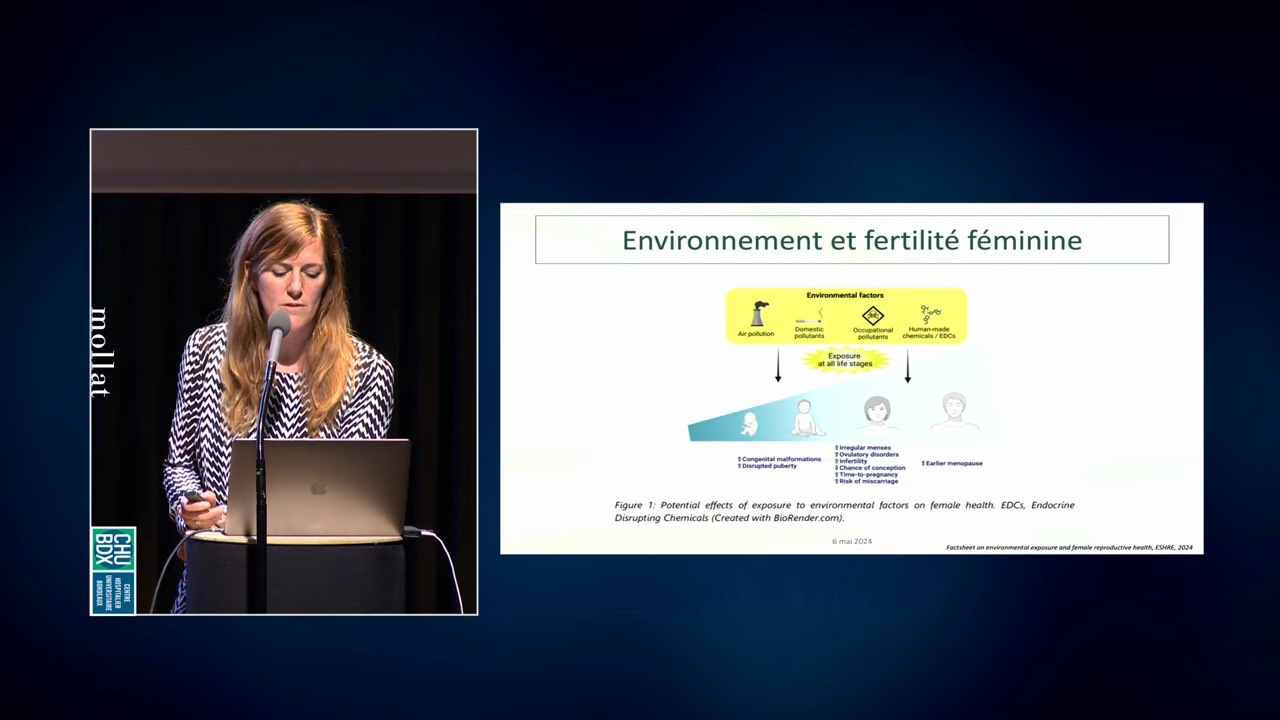 mollat
CHU
BDX
CENTRE
HOSPITALIER
UNIVERSITAIRE
BORDEAUX
Environnement et fertilité féminine
Environmental factors
Air pollution
Domestic
pollutants
Occupational
pollutants
Human-made
chemicals / EDCs
Exposure
at all life stages
⇧Congenital malformations
⇧Disrupted puberty
⇧Irregular menses
⇧Ovulatory disorders
⇧Infertility
⇩Chance of conception
⇧Time-to-pregnancy
⇧Risk of miscarriage
⇧Earlier menopause
Figure 1: Potential effects of exposure to environmental factors on female health. EDCs, Endocrine
Disrupting Chemicals (Created with BioRender.com).
6 mai 2024
Factsheet on environmental exposure and female reproductive health, ESHRE, 2024